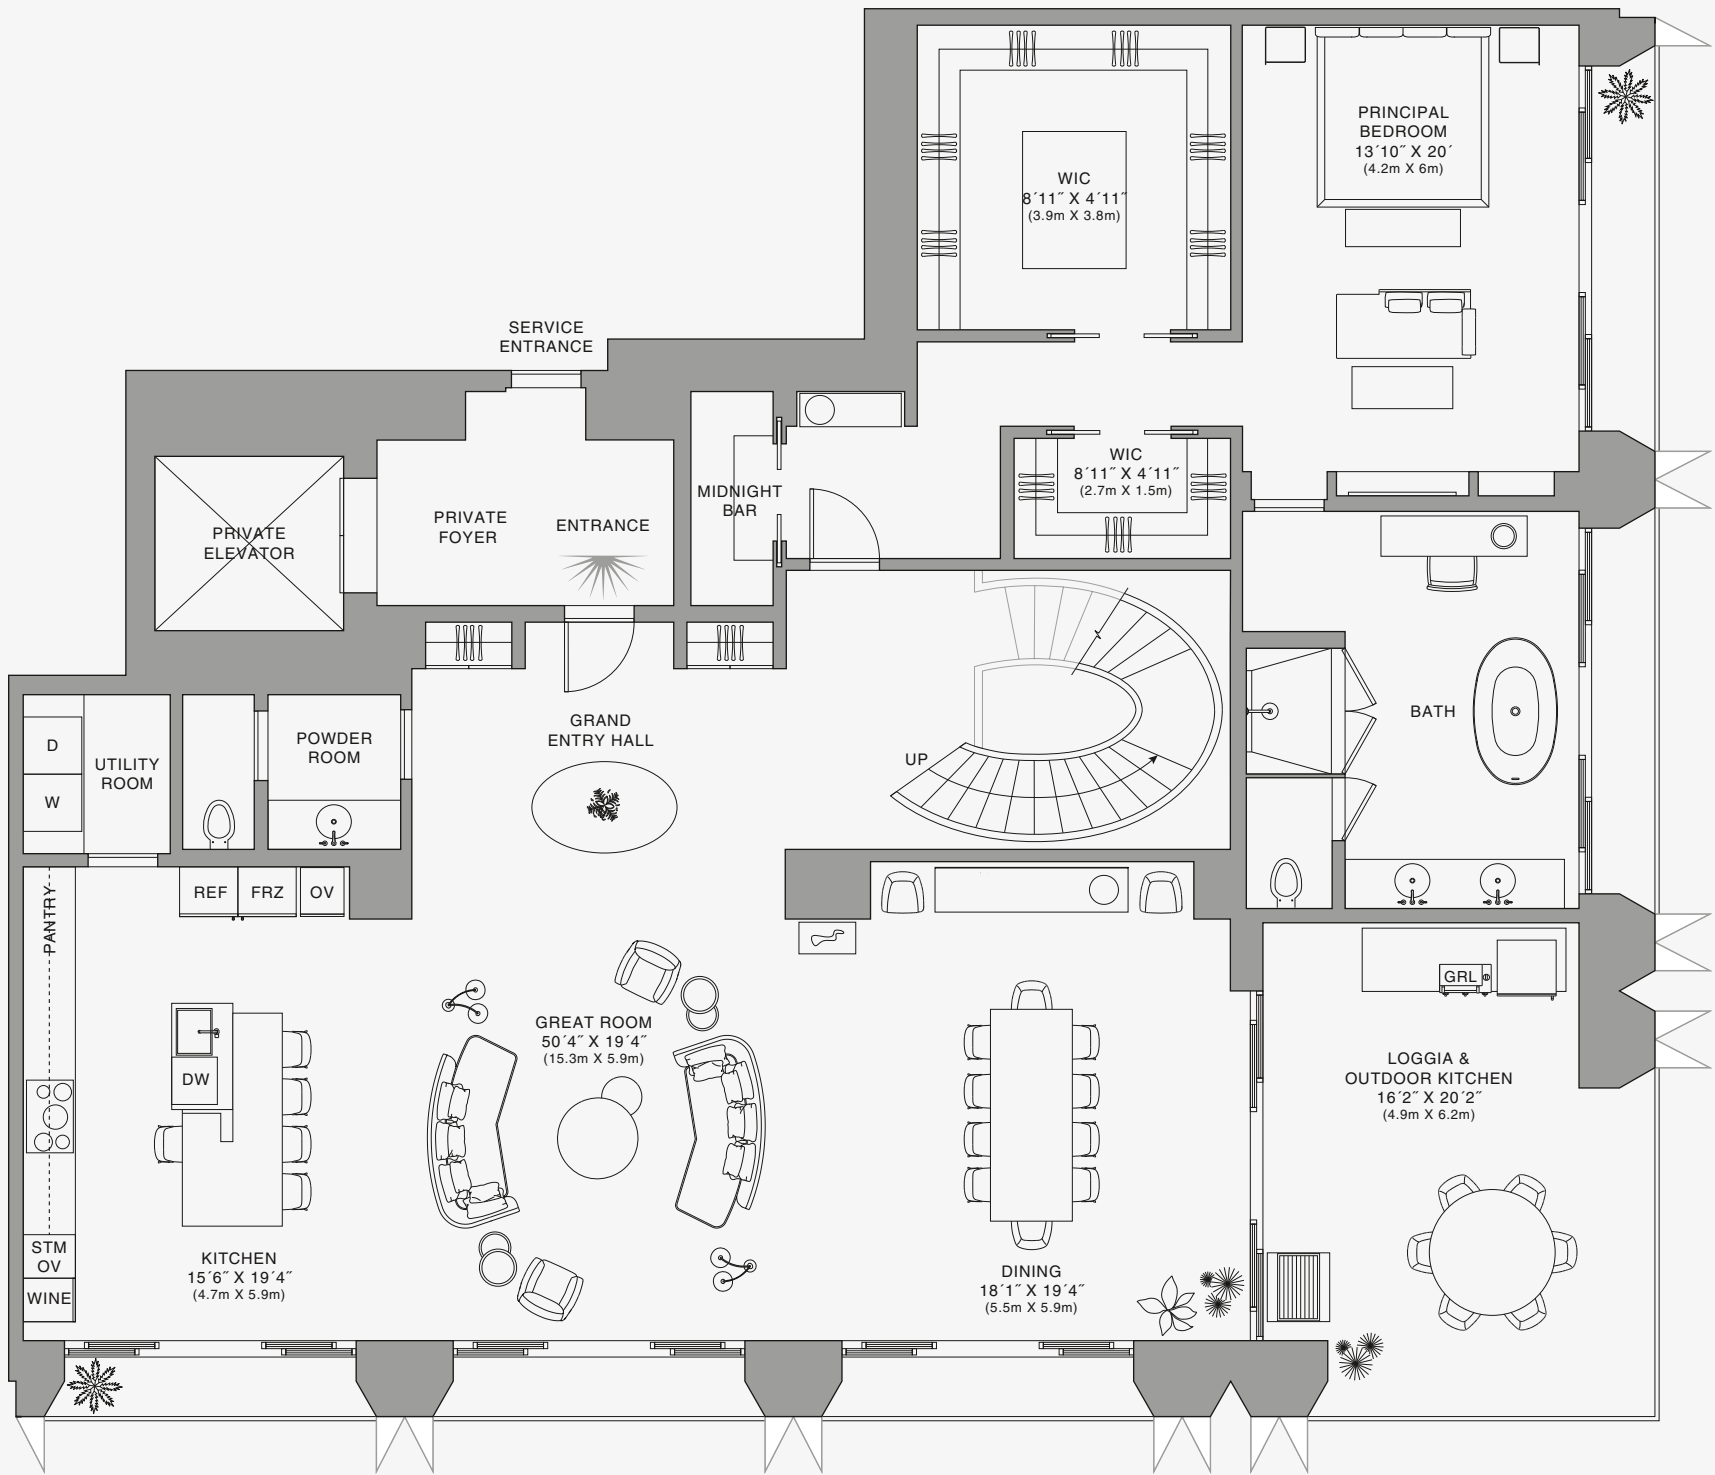 PRINCIPAL
BEDROOM
13´10˝ X 20´
(4.2m X 6m)
WIC
8´11˝ X 4´11˝
(3.9m X 3.8m)
SERVICE
ENTRANCE
WIC
8´11˝ X 4´11˝
(2.7m X 1.5m)
MIDNIGHT
BAR
PRIVATE
FOYER
ENTRANCE
PRIVATE
ELEVATOR
GRAND
ENTRY HALL
BATH
POWDER
ROOM
D
UTILITY
ROOM
W
UP
REF
FRZ
OV
PANTRY
GRL
GREAT ROOM
50´4˝ X 19´4˝
(15.3m X 5.9m)
DW
LOGGIA &
OUTDOOR KITCHEN
16´2˝ X 20´2˝
(4.9m X 6.2m)
STM
OV
WINE
KITCHEN
15´6˝ X 19´4˝
(4.7m X 5.9m)
DINING
18´1˝ X 19´4˝
(5.5m X 5.9m)